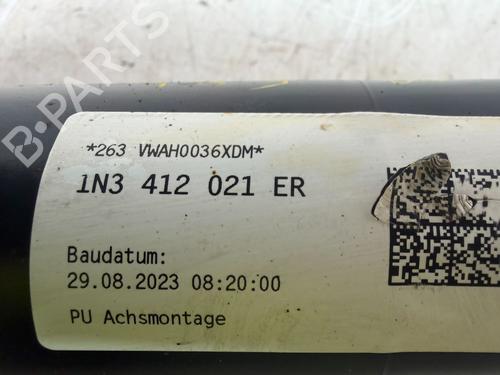 B-PARTS
*263 VWAH0036XDM*
1N3 412 021 ER
Baudatum:
29.08.2023 08:20:00
PU Achsmontage